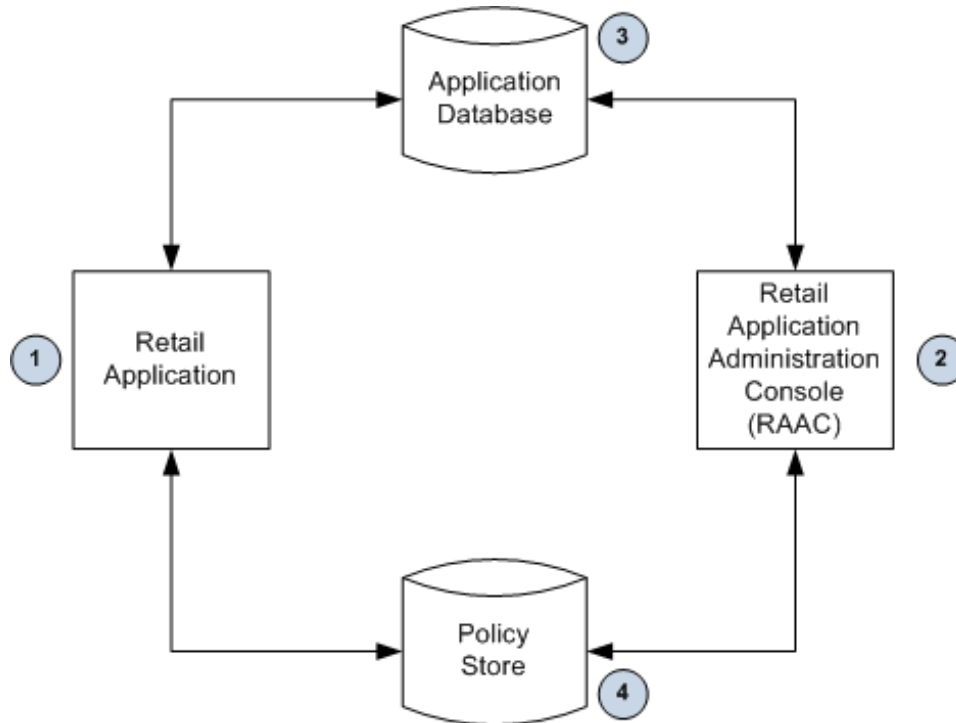 3
Application
Database
1
Retail
Application
Retail
Application
Administration
Console
(RAAC)
2
Policy
Store
4